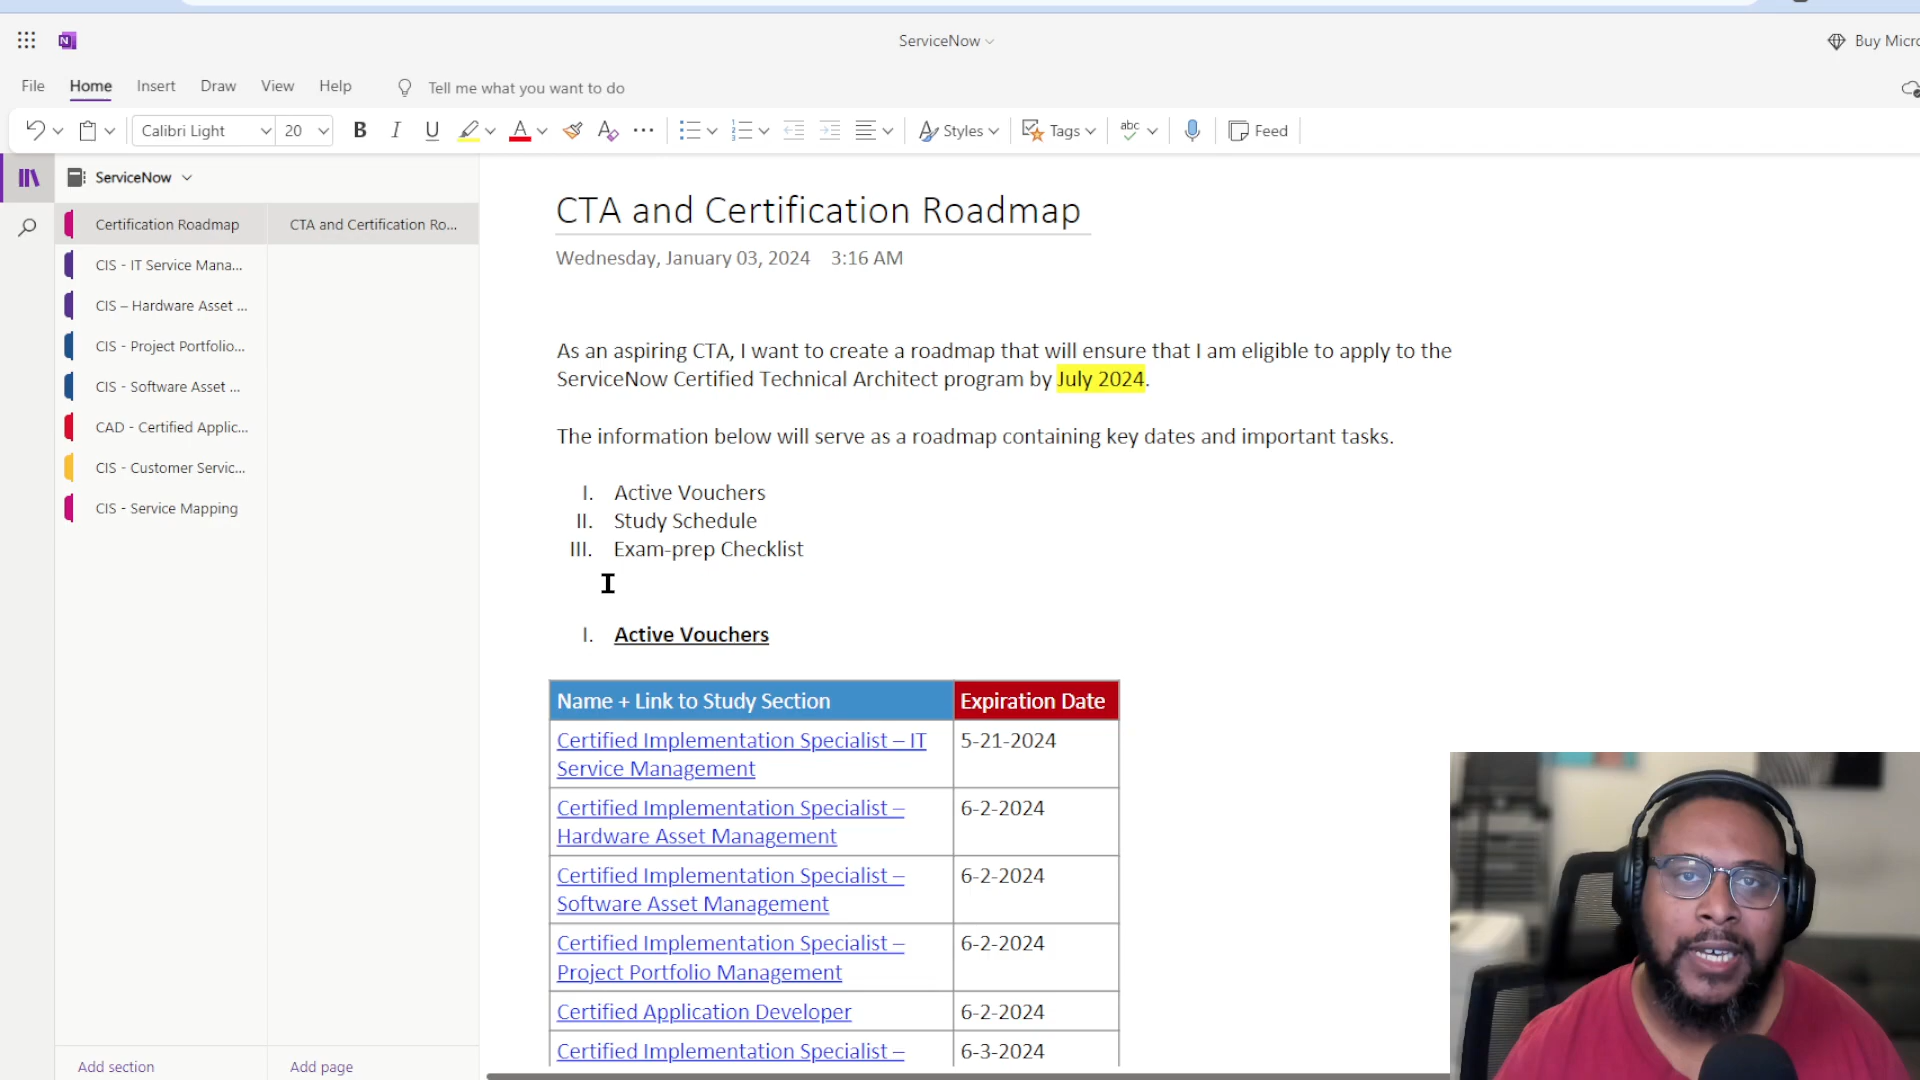 ServiceNow
Buy Micro
File Home Insert Draw View Help Tell me what you want to do
Calibri Light 20 B I U A Styles Tags abc Feed
ServiceNow
Certification Roadmap
CIS - IT Service Mana...
CIS – Hardware Asset ...
CIS - Project Portfolio...
CIS - Software Asset ...
CAD - Certified Applic...
CIS - Customer Servic...
CIS - Service Mapping
Add section
CTA and Certification Ro...
Add page
CTA and Certification Roadmap
Wednesday, January 03, 2024 3:16 AM
As an aspiring CTA, I want to create a roadmap that will ensure that I am eligible to apply to the
ServiceNow Certified Technical Architect program by July 2024.
The information below will serve as a roadmap containing key dates and important tasks.
I. Active Vouchers
II. Study Schedule
III. Exam-prep Checklist
I. Active Vouchers
Name + Link to Study Section Expiration Date
Certified Implementation Specialist – IT 5-21-2024
Service Management
Certified Implementation Specialist – 6-2-2024
Hardware Asset Management
Certified Implementation Specialist – 6-2-2024
Software Asset Management
Certified Implementation Specialist – 6-2-2024
Project Portfolio Management
Certified Application Developer 6-2-2024
Certified Implementation Specialist – 6-3-2024